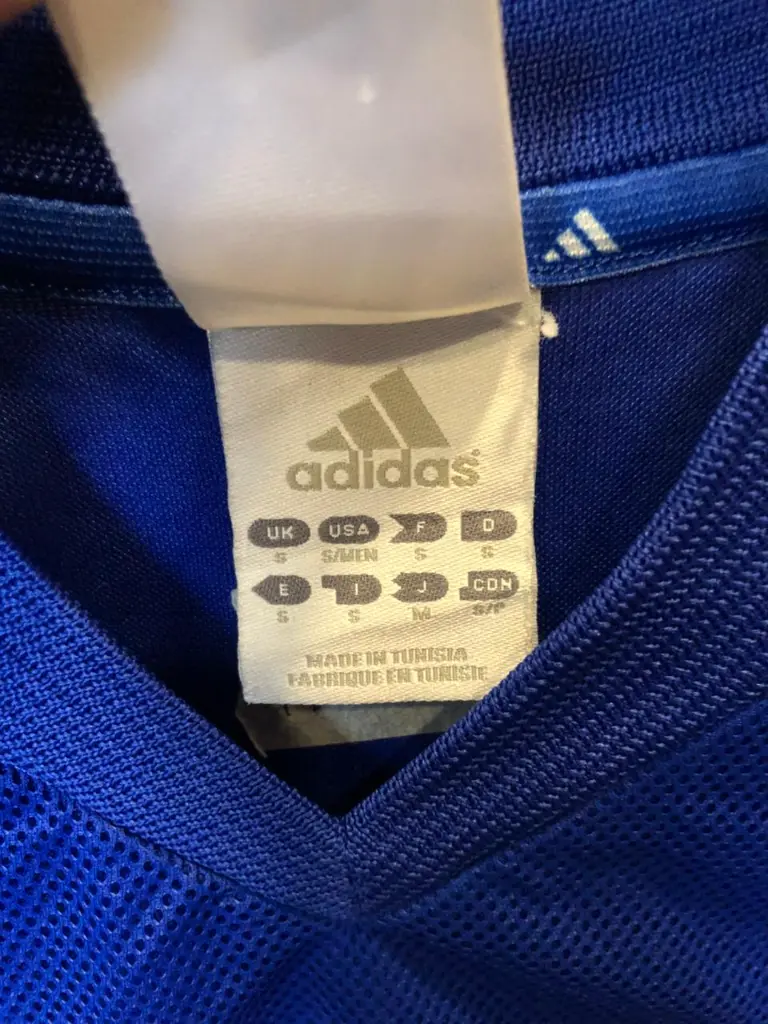 adidas
UK USA F D
S S/MEN S S
E I J CDN
S S M S/P
MADE IN TUNISIA
FABRIQUE EN TUNISIE